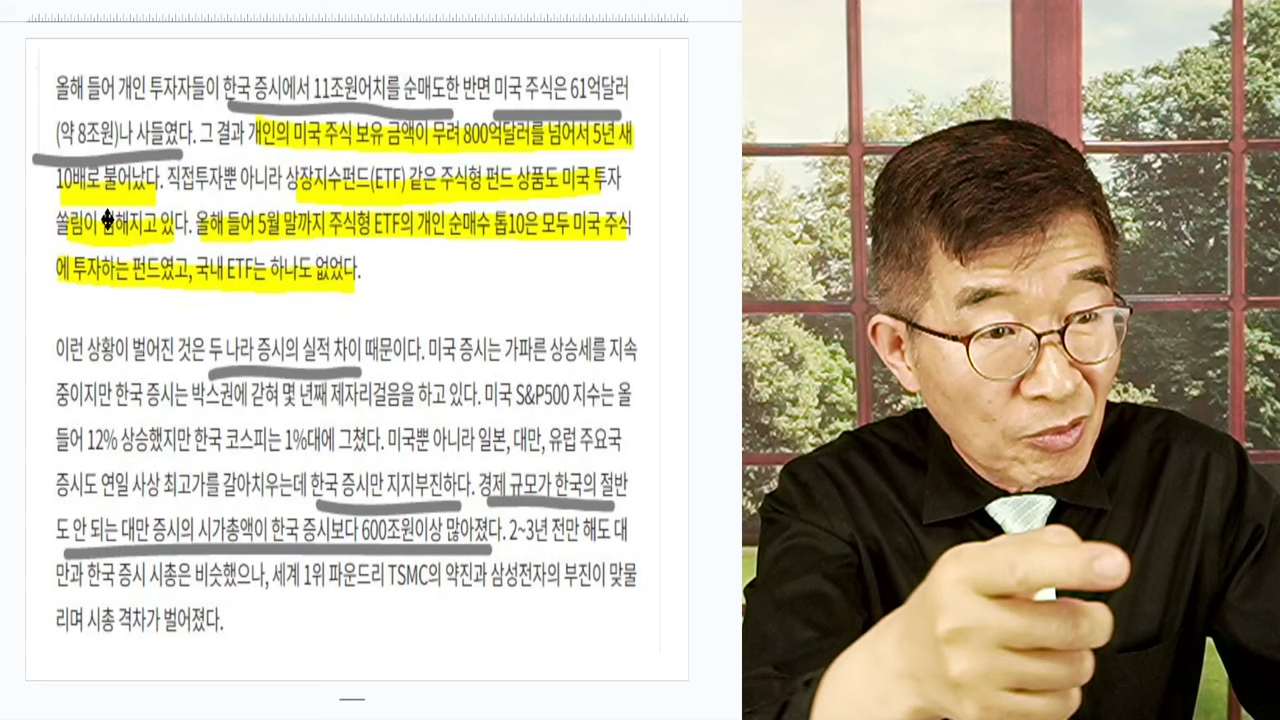 올해 들어 개인 투자자들이 한국 증시에서 11조원어치를 순매도한 반면 미국 주식은 61억달러
(약 8조원)나 사들였다. 그 결과 개인의 미국 주식 보유 금액이 무려 800억달러를 넘어서 5년 새
10배로 불어났다. 직접투자뿐 아니라 상장지수펀드(ETF) 같은 주식형 펀드 상품도 미국 투자
쏠림이 해지고 있다. 올해 들어 5월 말까지 주식형 ETF의 개인 순매수 톱10은 모두 미국 주식
에 투자하는 펀드였고, 국내 ETF는 하나도 없었다.
이런 상황이 벌어진 것은 두 나라 증시의 실적 차이 때문이다. 미국 증시는 가파른 상승세를 지속
중이지만 한국 증시는 박스권에 갇혀 몇 년째 제자리걸음을 하고 있다. 미국 S&P500 지수는 올
들어 12% 상승했지만 한국 코스피는 1%대에 그쳤다. 미국뿐 아니라 일본, 대만, 유럽 주요국
증시도 연일 사상 최고가를 갈아치우는데 한국 증시만 지지부진하다. 경제 규모가 한국의 절반
도 안 되는 대만 증시의 시가총액이 한국 증시보다 600조원이상 많아졌다. 2~3년 전만 해도 대
만과 한국 증시 시총은 비슷했으나, 세계 1위 파운드리 TSMC의 약진과 삼성전자의 부진이 맞물
리며 시총 격차가 벌어졌다.